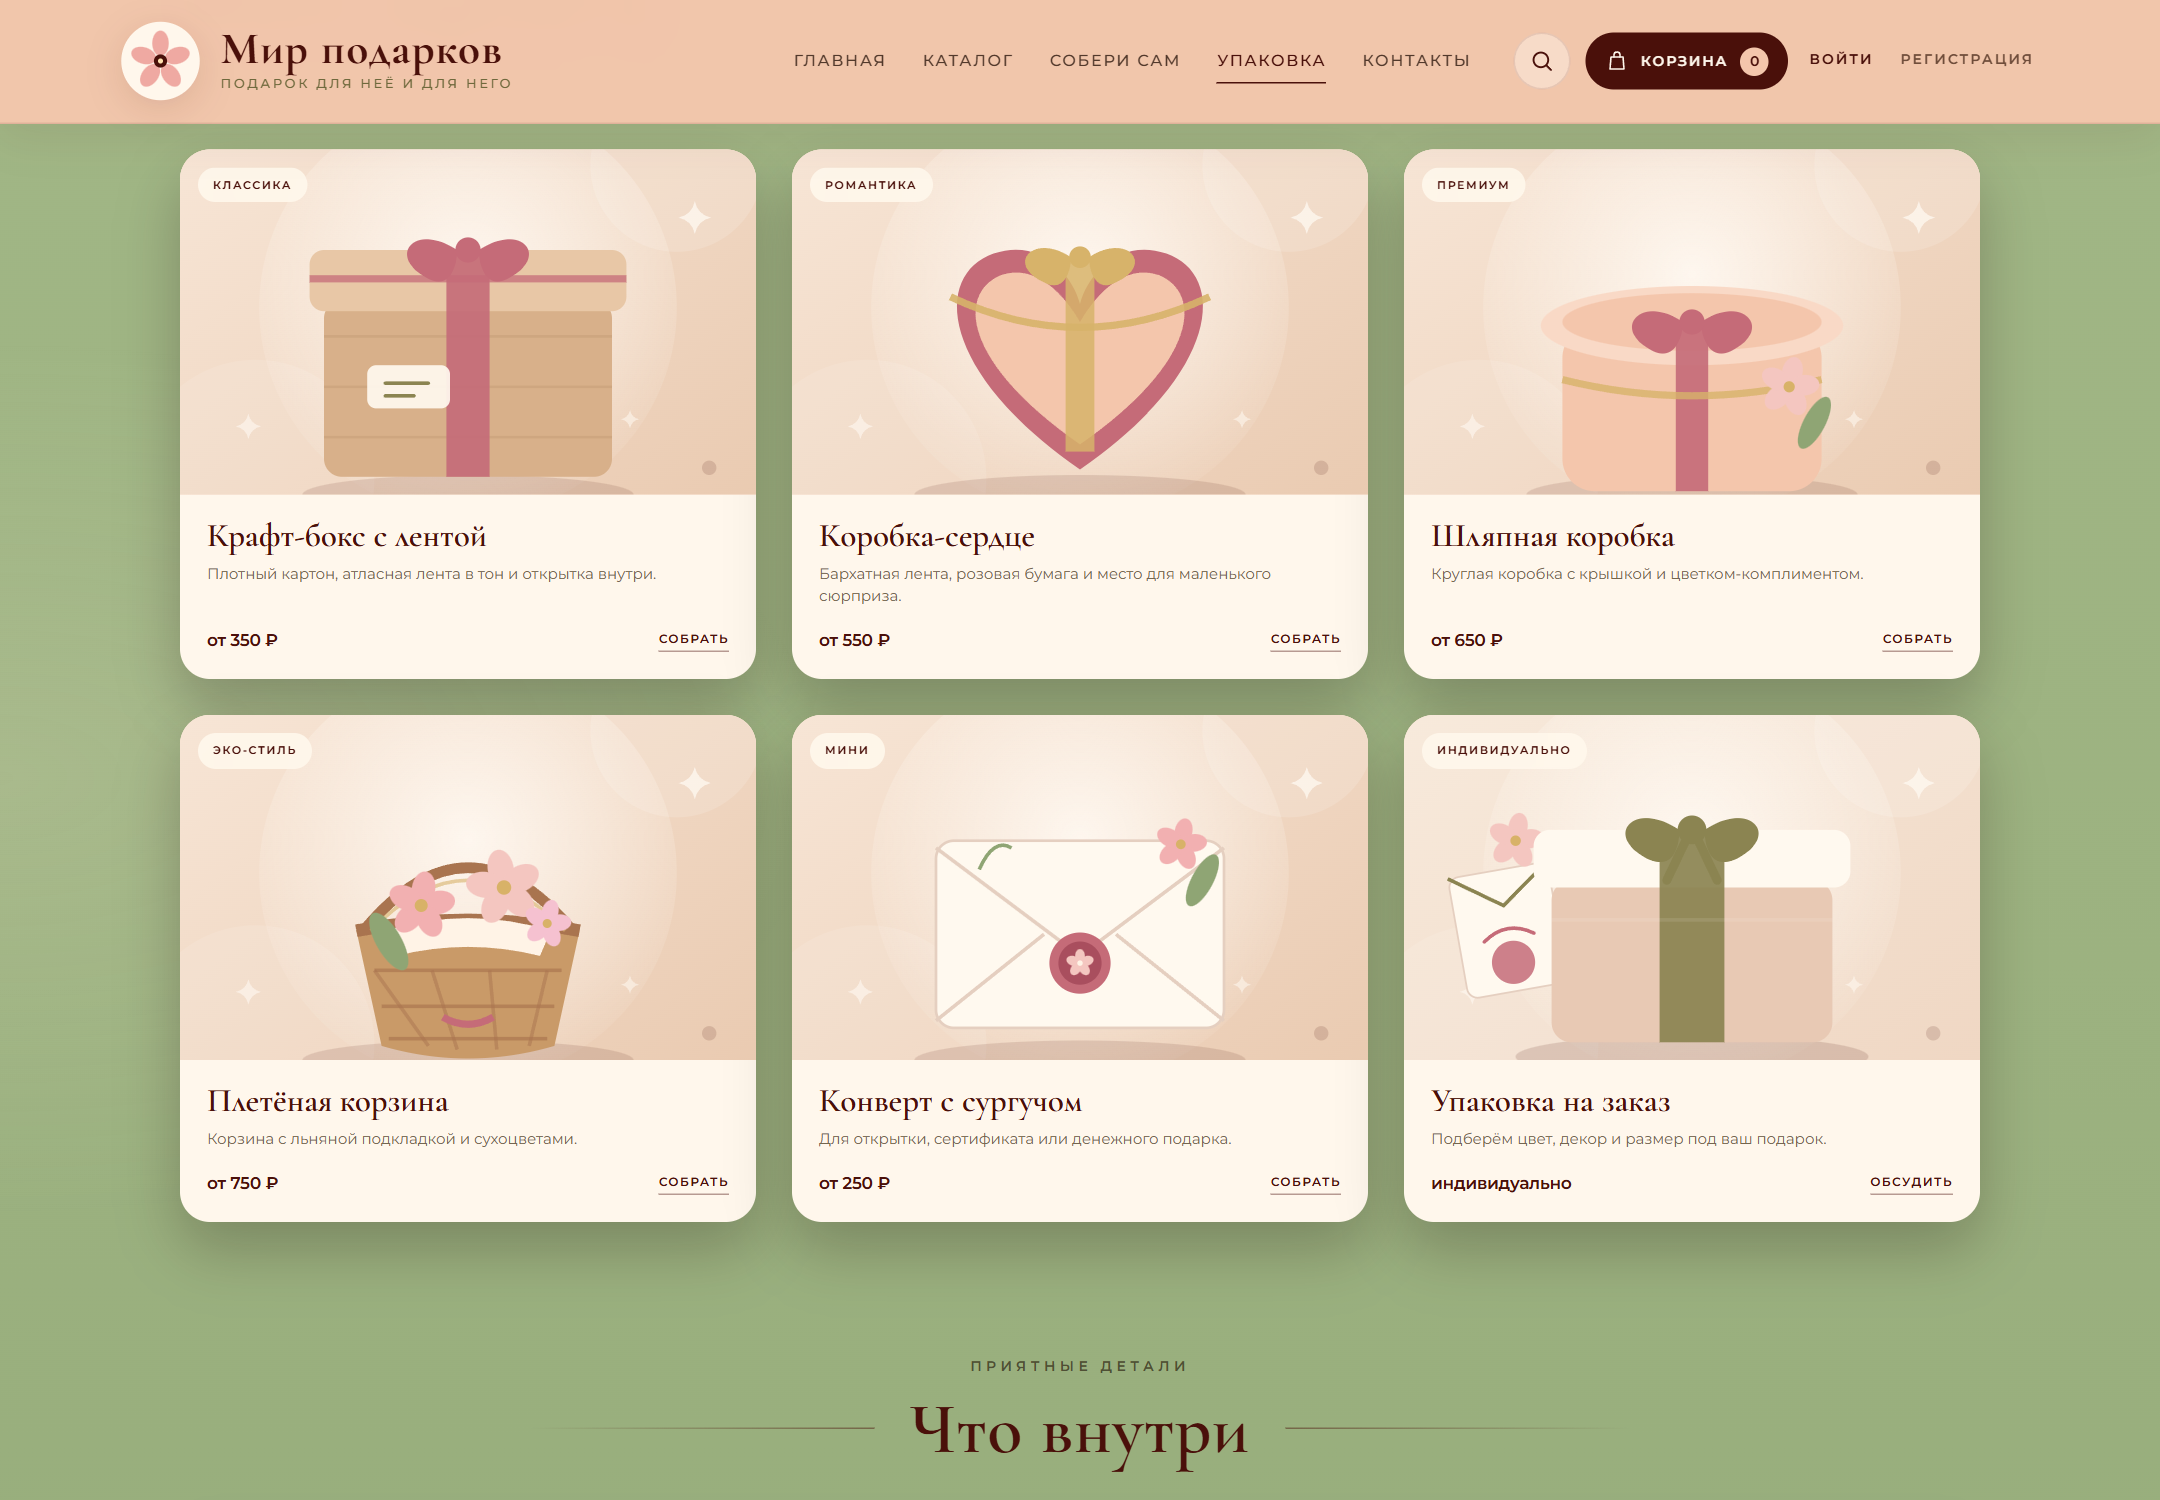 Мир подарков
ПОДАРОК ДЛЯ НЕЁ И ДЛЯ НЕГО
ГЛАВНАЯ КАТАЛОГ СОБЕРИ САМ УПАКОВКА КОНТАКТЫ
КОРЗИНА 0
ВОЙТИ РЕГИСТРАЦИЯ
КЛАССИКА
Крафт-бокс с лентой
Плотный картон, атласная лента в тон и открытка внутри.
от 350 ₽ СОБРАТЬ
РОМАНТИКА
Коробка-сердце
Бархатная лента, розовая бумага и место для маленького
сюрприза.
от 550 ₽ СОБРАТЬ
ПРЕМИУМ
Шляпная коробка
Круглая коробка с крышкой и цветком-комплиментом.
от 650 ₽ СОБРАТЬ
ЭКО-СТИЛЬ
Плетёная корзина
Корзина с льняной подкладкой и сухоцветами.
от 750 ₽ СОБРАТЬ
МИНИ
Конверт с сургучом
Для открытки, сертификата или денежного подарка.
от 250 ₽ СОБРАТЬ
ИНДИВИДУАЛЬНО
Упаковка на заказ
Подберём цвет, декор и размер под ваш подарок.
индивидуально ОБСУДИТЬ
ПРИЯТНЫЕ ДЕТАЛИ
Что внутри